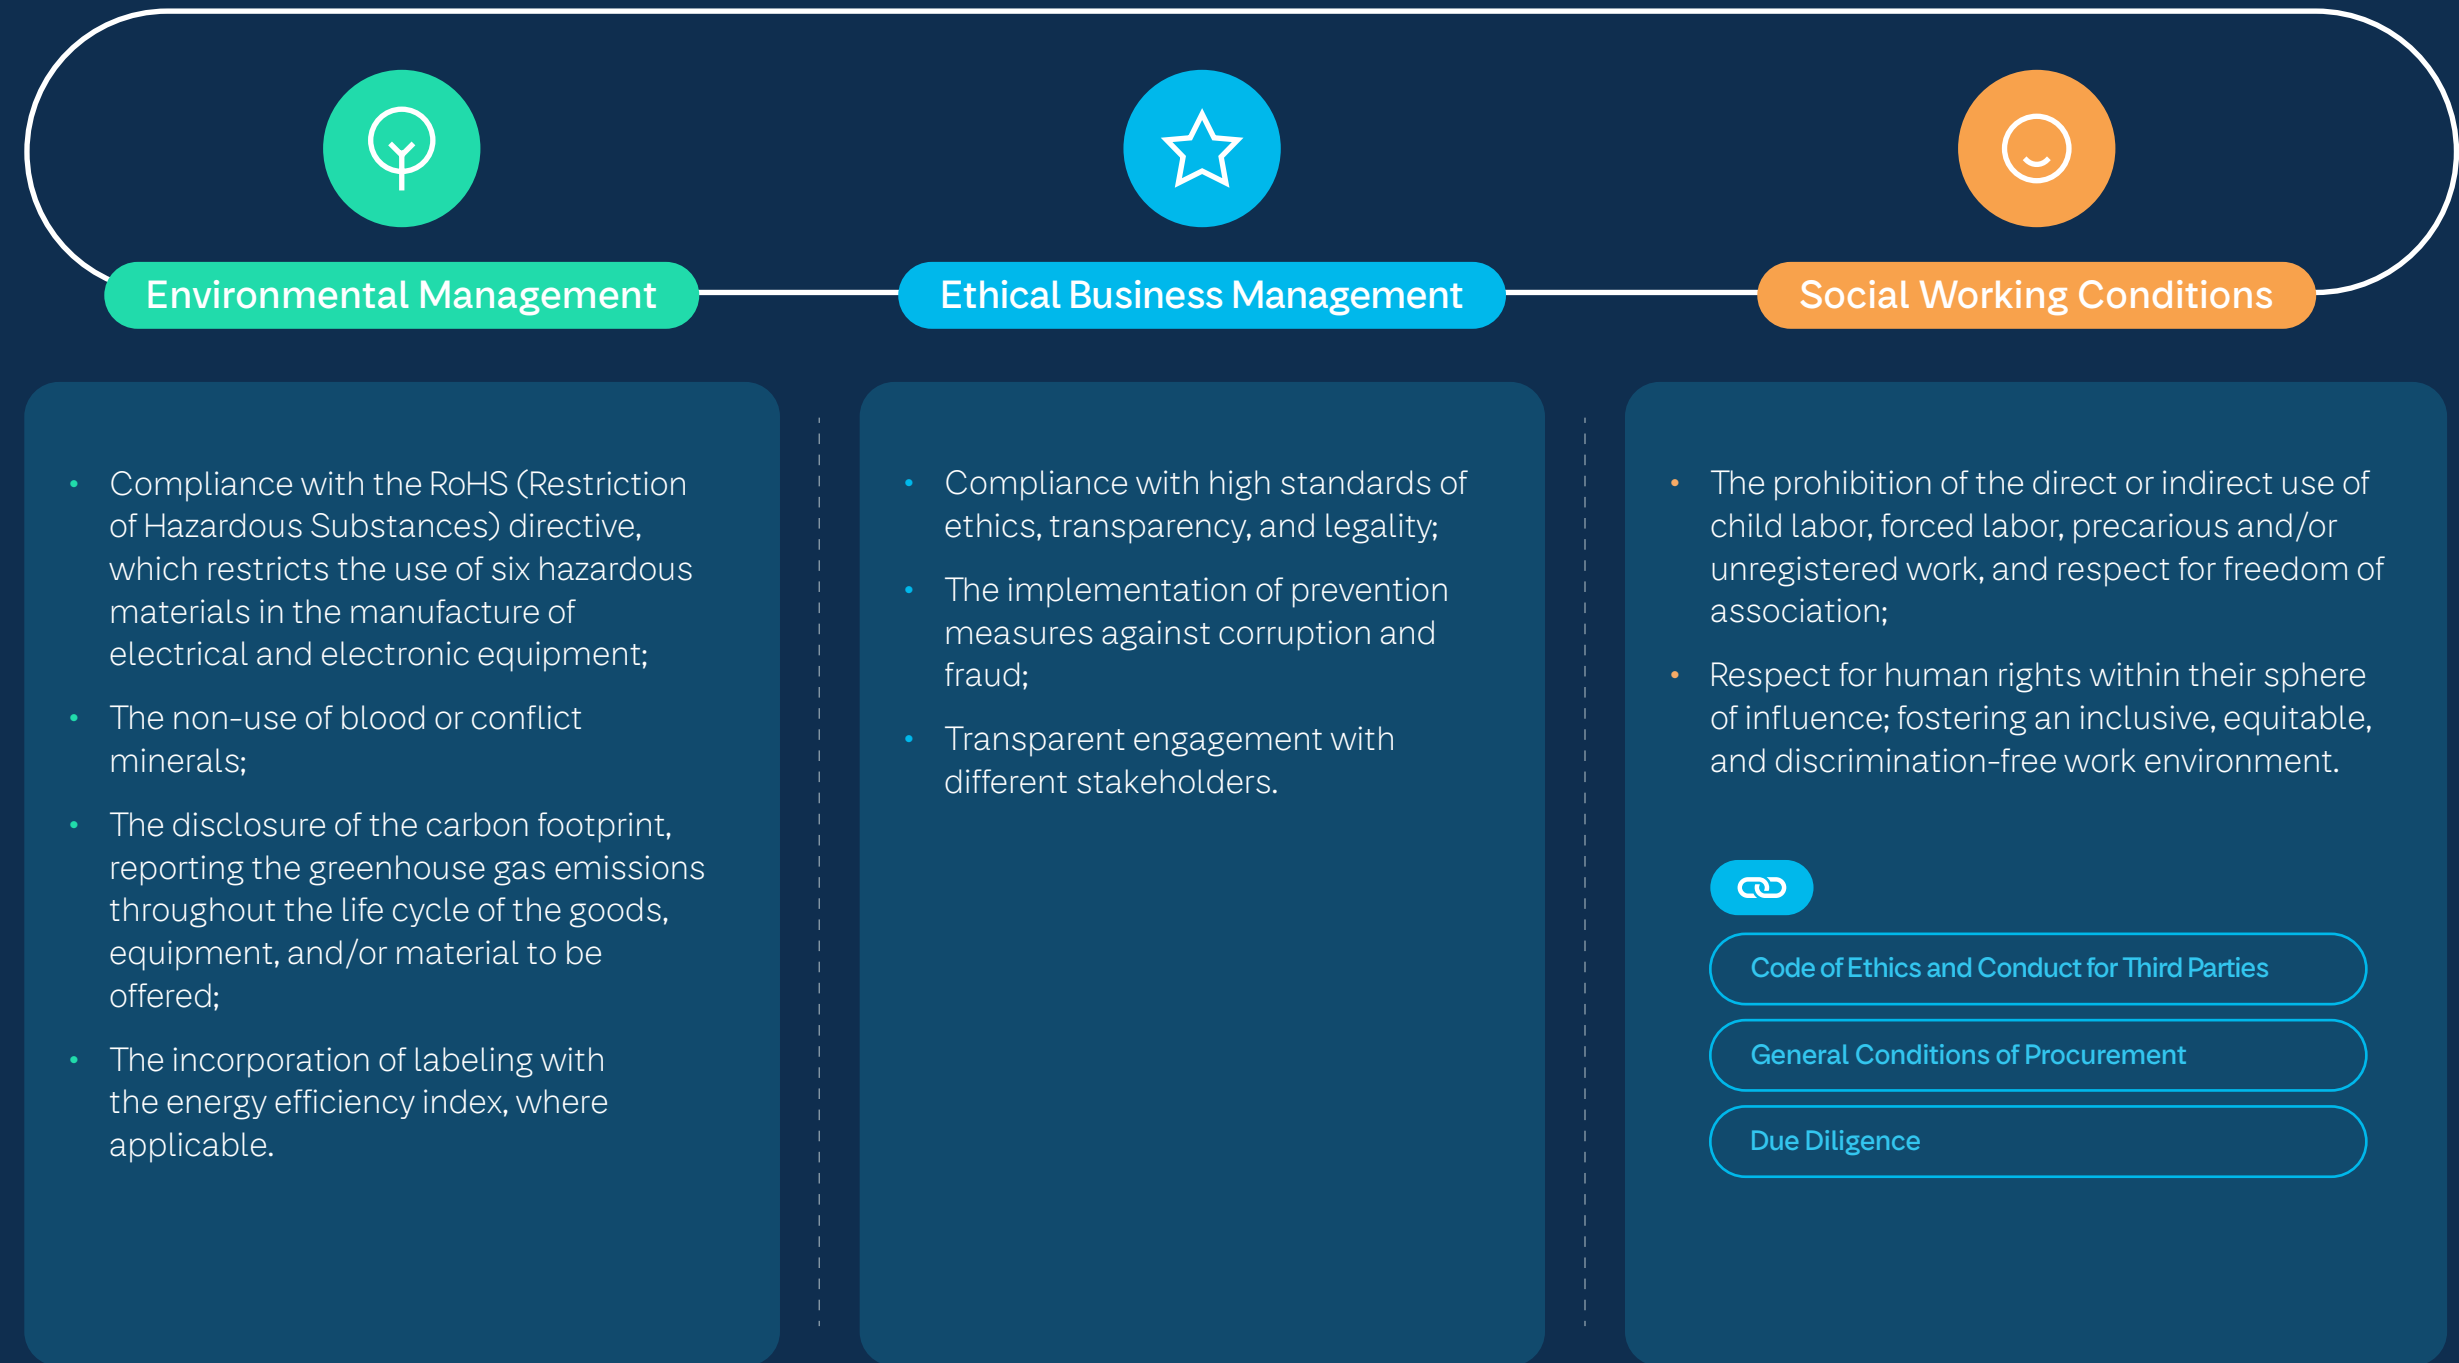 Environmental Management
Ethical Business Management
Social Working Conditions
• Compliance with the RoHS (Restriction
of Hazardous Substances) directive,
which restricts the use of six hazardous
materials in the manufacture of
electrical and electronic equipment;
• The non-use of blood or conflict
minerals;
• The disclosure of the carbon footprint,
reporting the greenhouse gas emissions
throughout the life cycle of the goods,
equipment, and/or material to be
offered;
• The incorporation of labeling with
the energy efficiency index, where
applicable.
• Compliance with high standards of
ethics, transparency, and legality;
• The implementation of prevention
measures against corruption and
fraud;
• Transparent engagement with
different stakeholders.
• The prohibition of the direct or indirect use of
child labor, forced labor, precarious and/or
unregistered work, and respect for freedom of
association;
• Respect for human rights within their sphere
of influence; fostering an inclusive, equitable,
and discrimination-free work environment.
Code of Ethics and Conduct for Third Parties
General Conditions of Procurement
Due Diligence